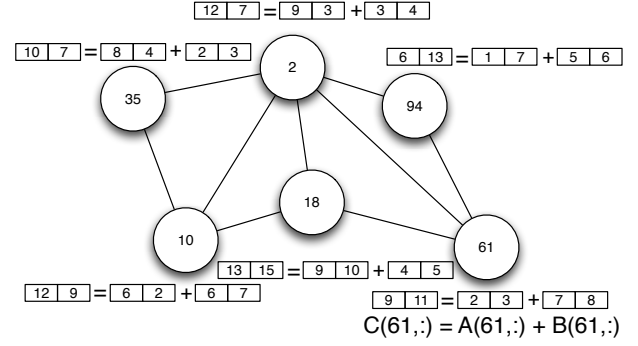 12 7 = 9 3 + 3 4
10 7 = 8 4 + 2 3
6 13 = 1 7 + 5 6
2
35
94
18
10
61
13 15 = 9 10 + 4 5
12 9 = 6 2 + 6 7
9 11 = 2 3 + 7 8
C(61,:) = A(61,:) + B(61,:)